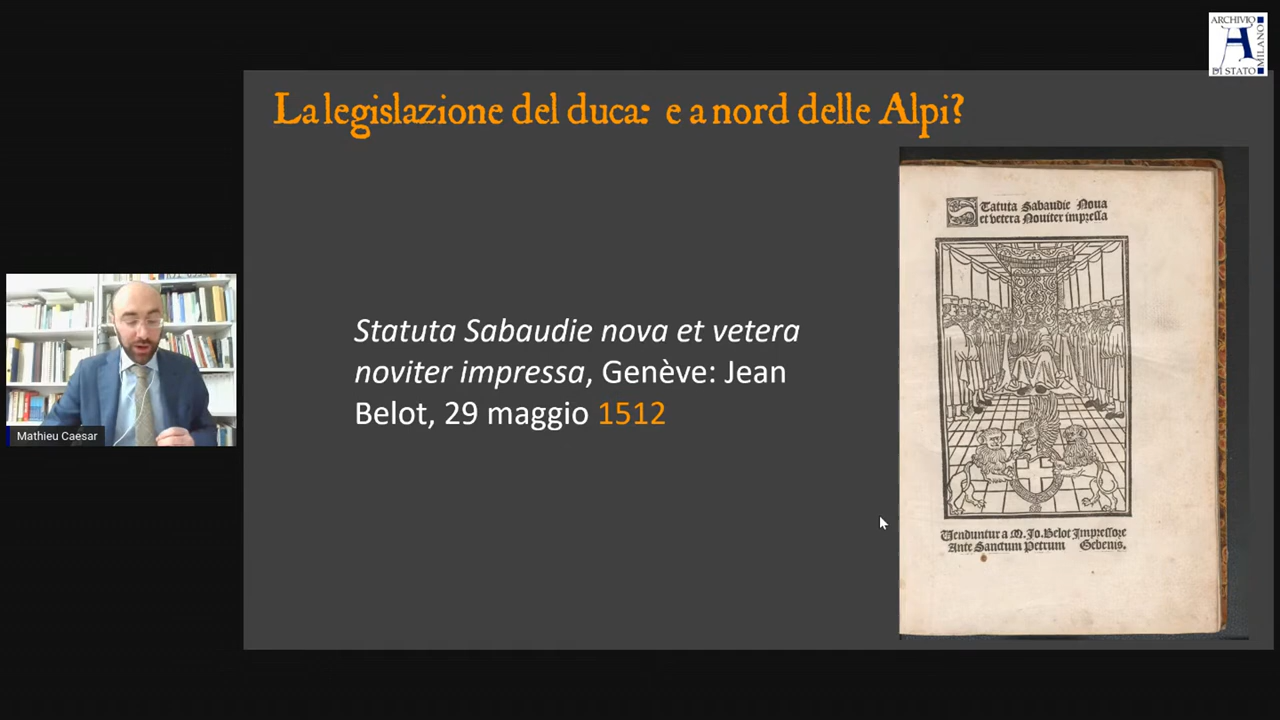 ARCHIVIO
DI STATO
MILANO
La legislazione del duca: e a nord delle Alpi?
Statuta Sabaudie nova et vetera
noviter impressa, Genève: Jean
Belot, 29 maggio 1512
STatuta Sabaudie Noua
et vetera Nouiter impressa
Uenduntur a M. Jo. Belot Impressore
Ante Sanctum Petrum Gebenis.
Mathieu Caesar